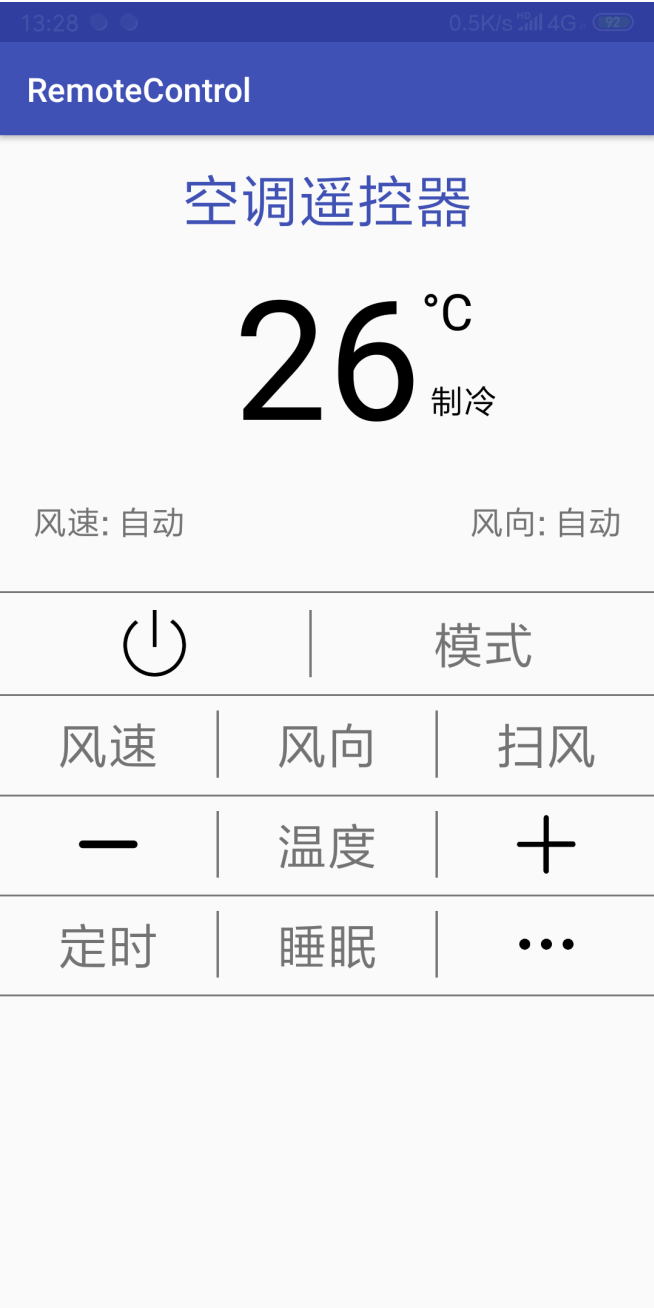 13:28 0.5K/s HD 4G 92
RemoteControl
空调遥控器
26 °C
制冷
风速: 自动 风向: 自动
模式
风速 风向 扫风
温度
定时 睡眠